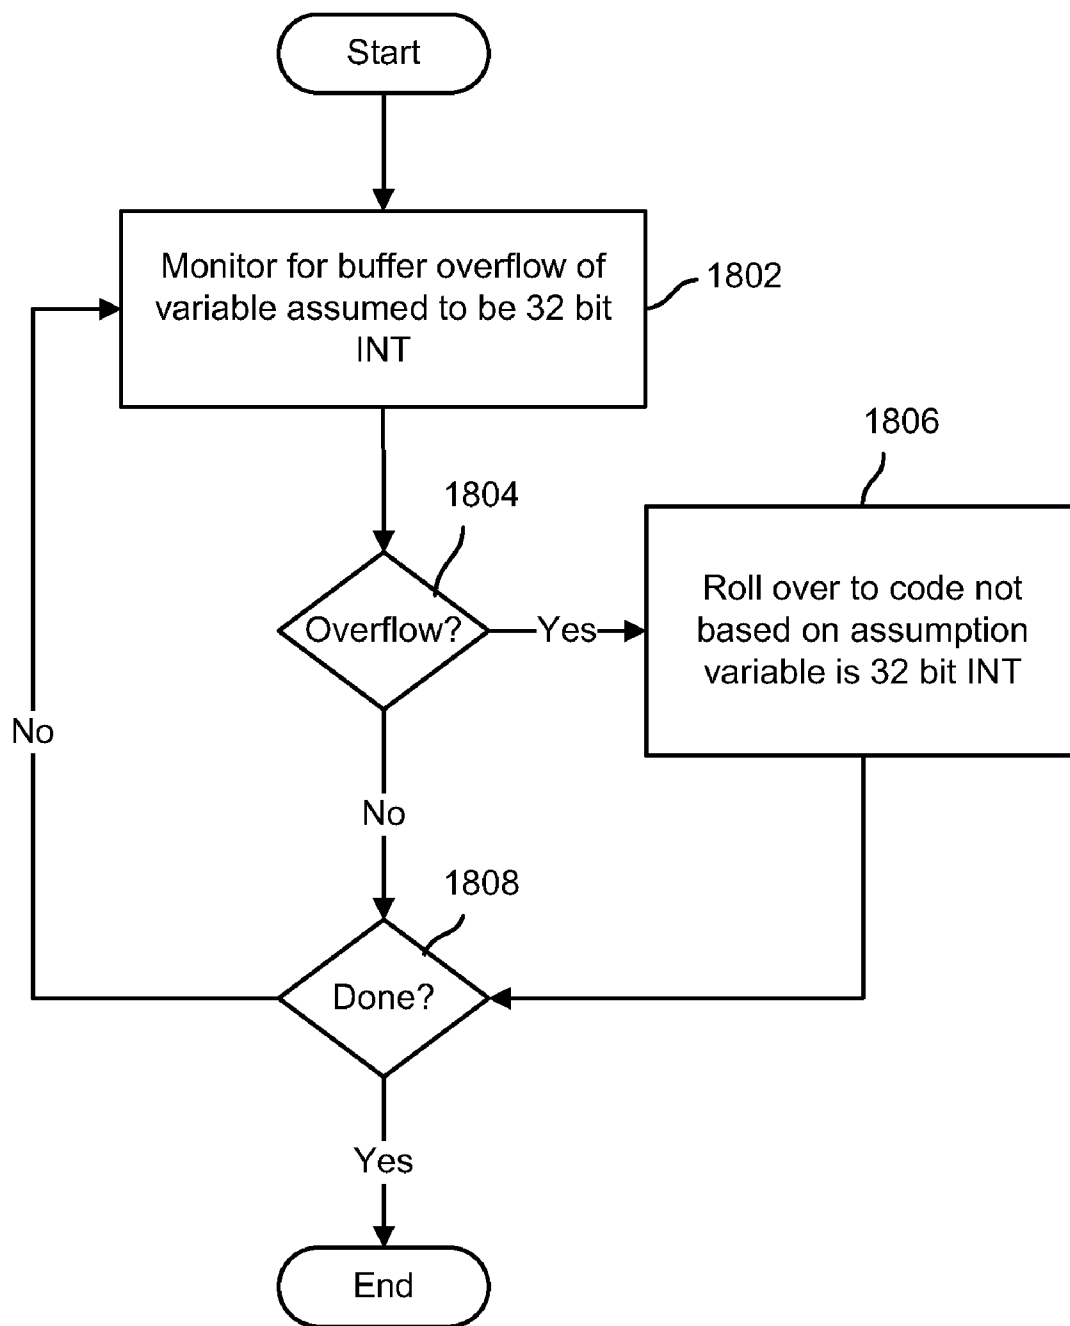 Start
Monitor for buffer overflow of
variable assumed to be 32 bit
INT
1802
1804
Overflow?
Yes
1806
Roll over to code not
based on assumption
variable is 32 bit INT
No
No
1808
Done?
Yes
End